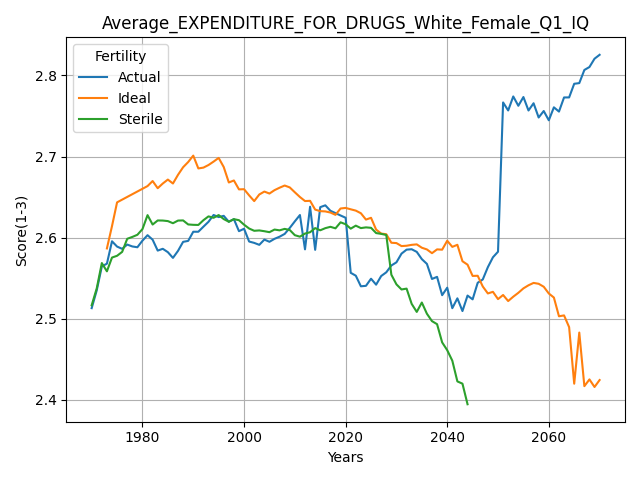 Average_EXPENDITURE_FOR_DRUGS_White_Female_Q1_IQ
Fertility
Actual
Ideal
Sterile
Score(1-3)
2.8
2.7
2.6
2.5
2.4
1980
2000
2020
2040
2060
Years